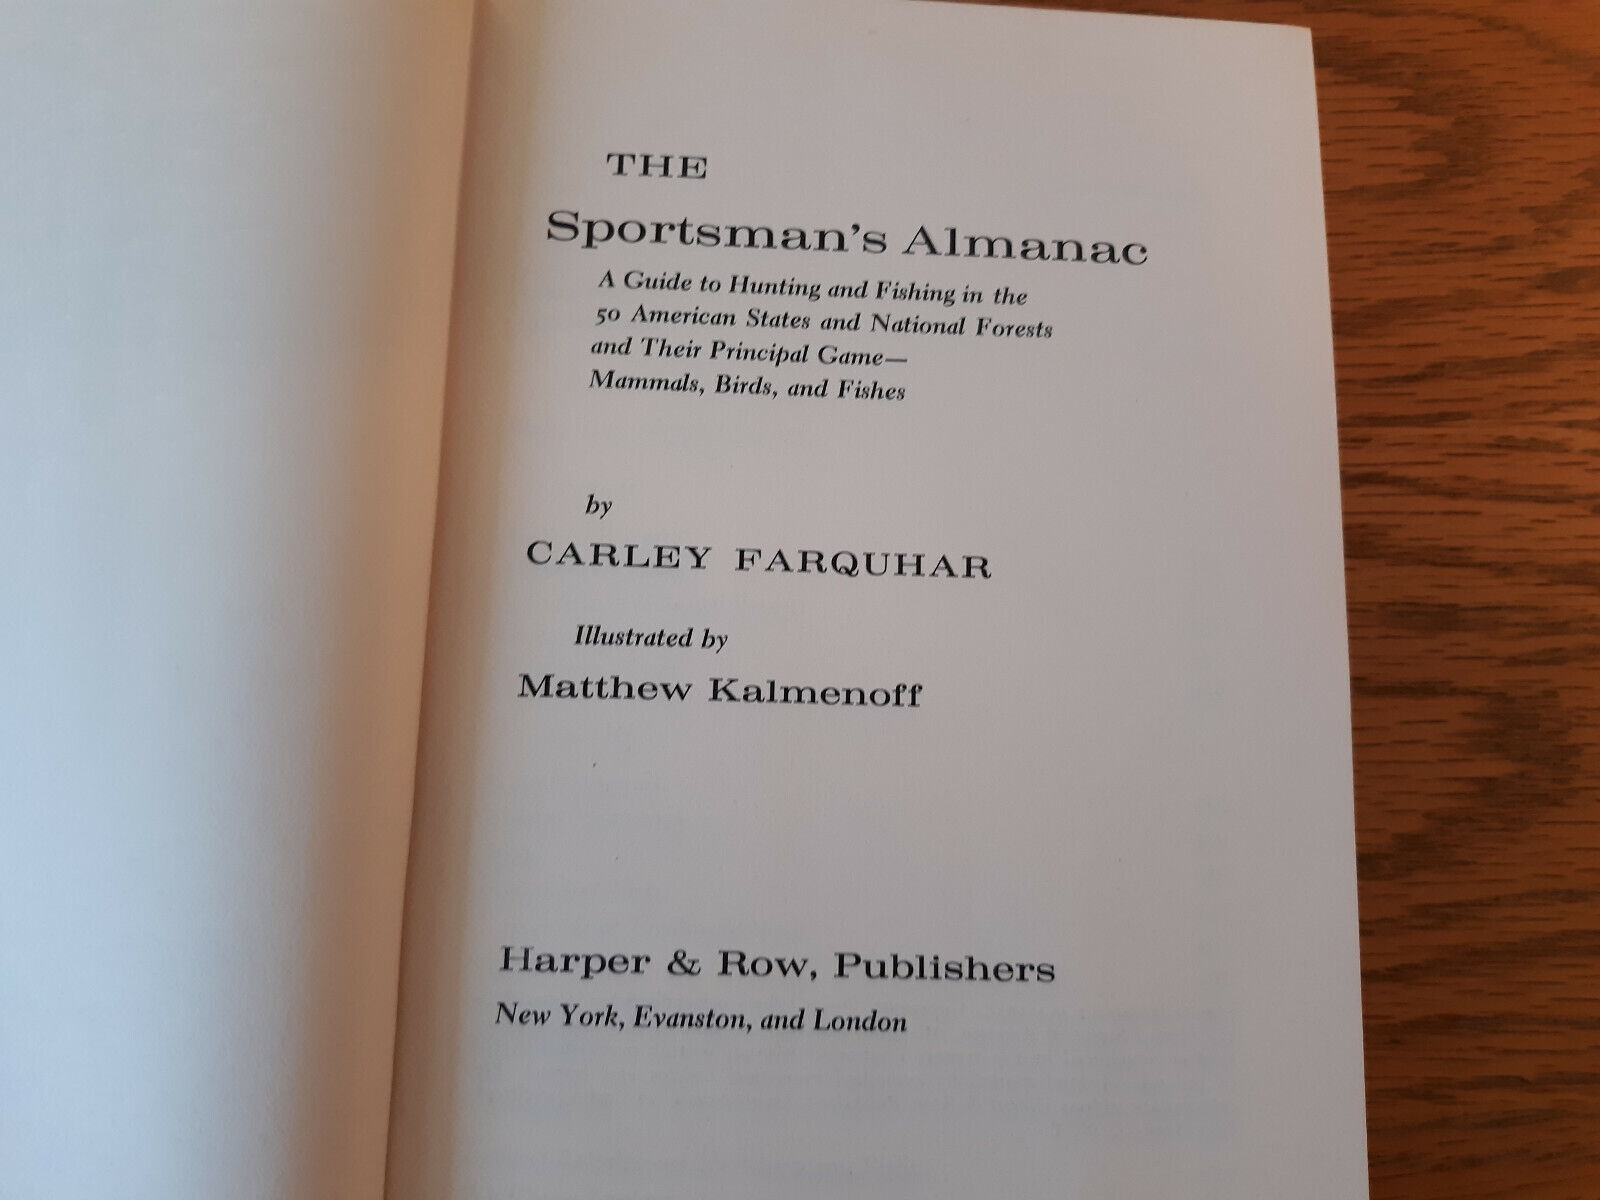 THE
Sportsman's Almanac
A Guide to Hunting and Fishing in the
50 American States and National Forests
and Their Principal Game—
Mammals, Birds, and Fishes
by
CARLEY FARQUHAR
Illustrated by
Matthew Kalmenoff
Harper & Row, Publishers
New York, Evanston, and London